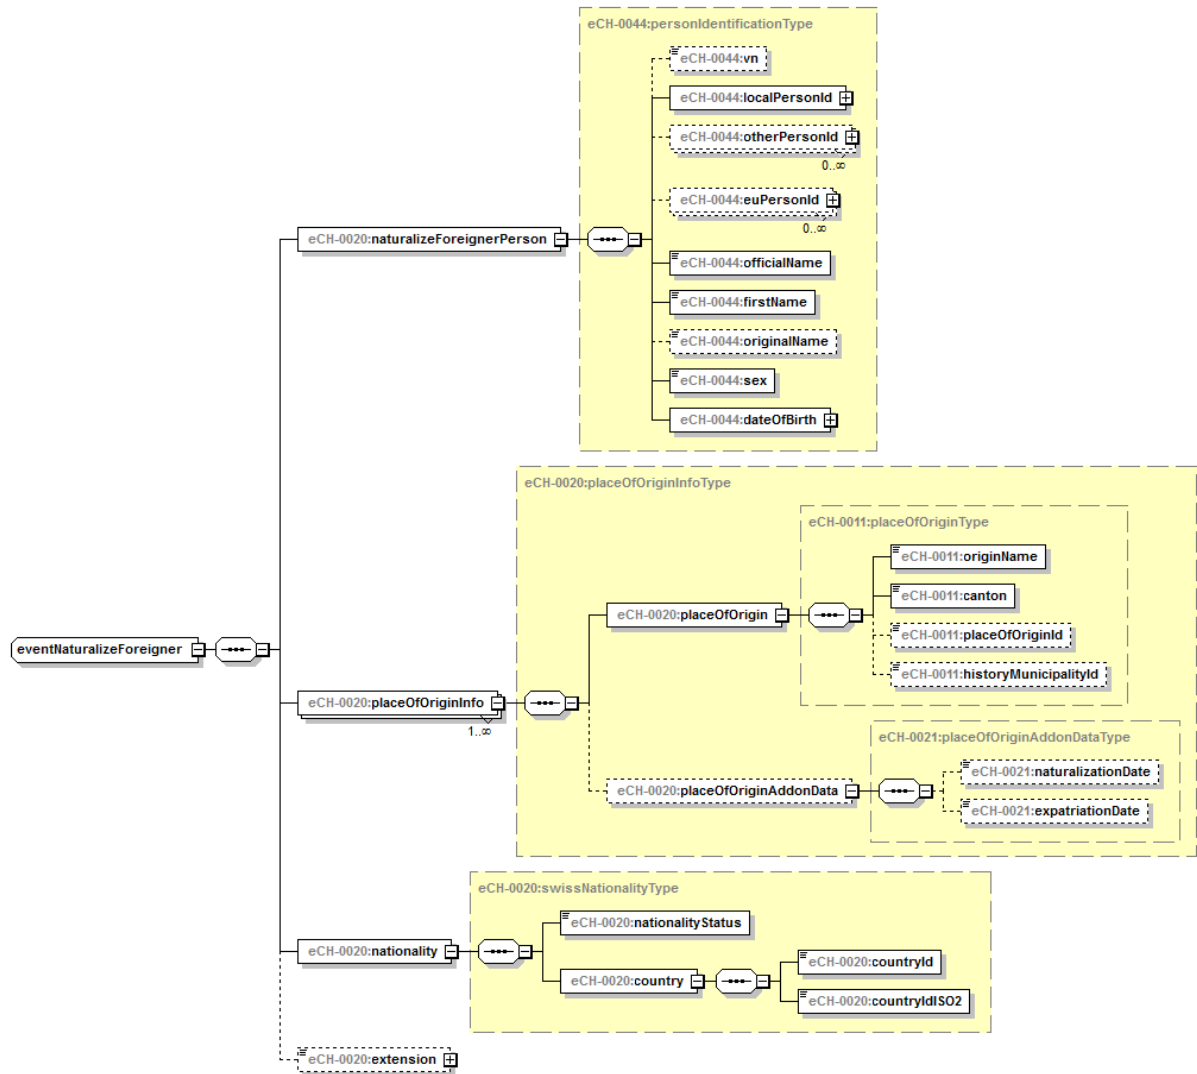 eCH-0044:personIdentificationType
eCH-0044:vn
eCH-0044:localPersonId
eCH-0044:otherPersonId
0..∞
eCH-0044:euPersonId
0..∞
eCH-0020:naturalizeForeignerPerson
eCH-0044:officialName
eCH-0044:firstName
eCH-0044:originalName
eCH-0044:sex
eCH-0044:dateOfBirth
eCH-0020:placeOfOriginInfoType
eCH-0011:placeOfOriginType
eCH-0011:originName
eCH-0011:canton
eCH-0020:placeOfOrigin
eCH-0011:placeOfOriginId
eCH-0011:historyMunicipalityId
eventNaturalizeForeigner
eCH-0020:placeOfOriginInfo
1..∞
eCH-0021:placeOfOriginAddonDataType
eCH-0021:naturalizationDate
eCH-0020:placeOfOriginAddonData
eCH-0021:expatriationDate
eCH-0020:swissNationalityType
eCH-0020:nationalityStatus
eCH-0020:nationality
eCH-0020:countryId
eCH-0020:country
eCH-0020:countryIdISO2
eCH-0020:extension